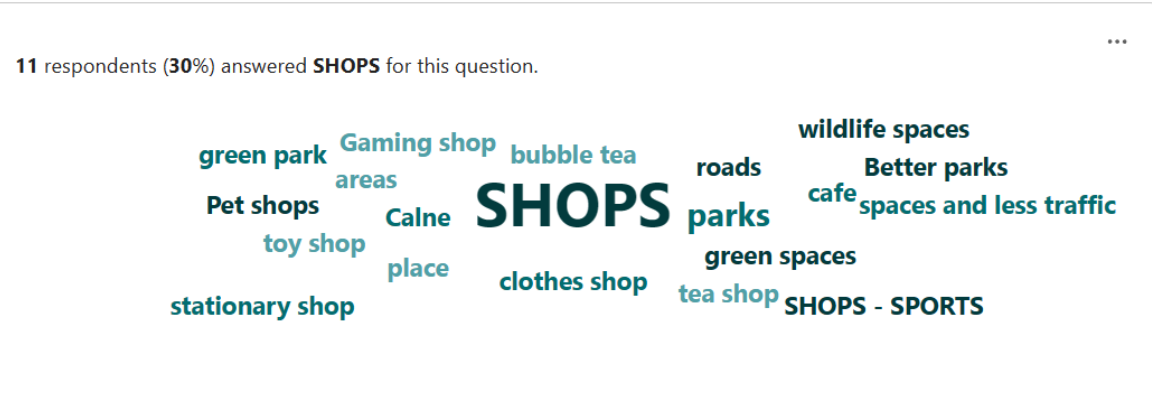 ...
11 respondents (30%) answered SHOPS for this question.
wildlife spaces
green park
Gaming shop
bubble tea
roads
Better parks
areas
cafe
Pet shops
Calne
SHOPS
parks
spaces and less traffic
toy shop
place
green spaces
clothes shop
tea shop
stationary shop
SHOPS - SPORTS